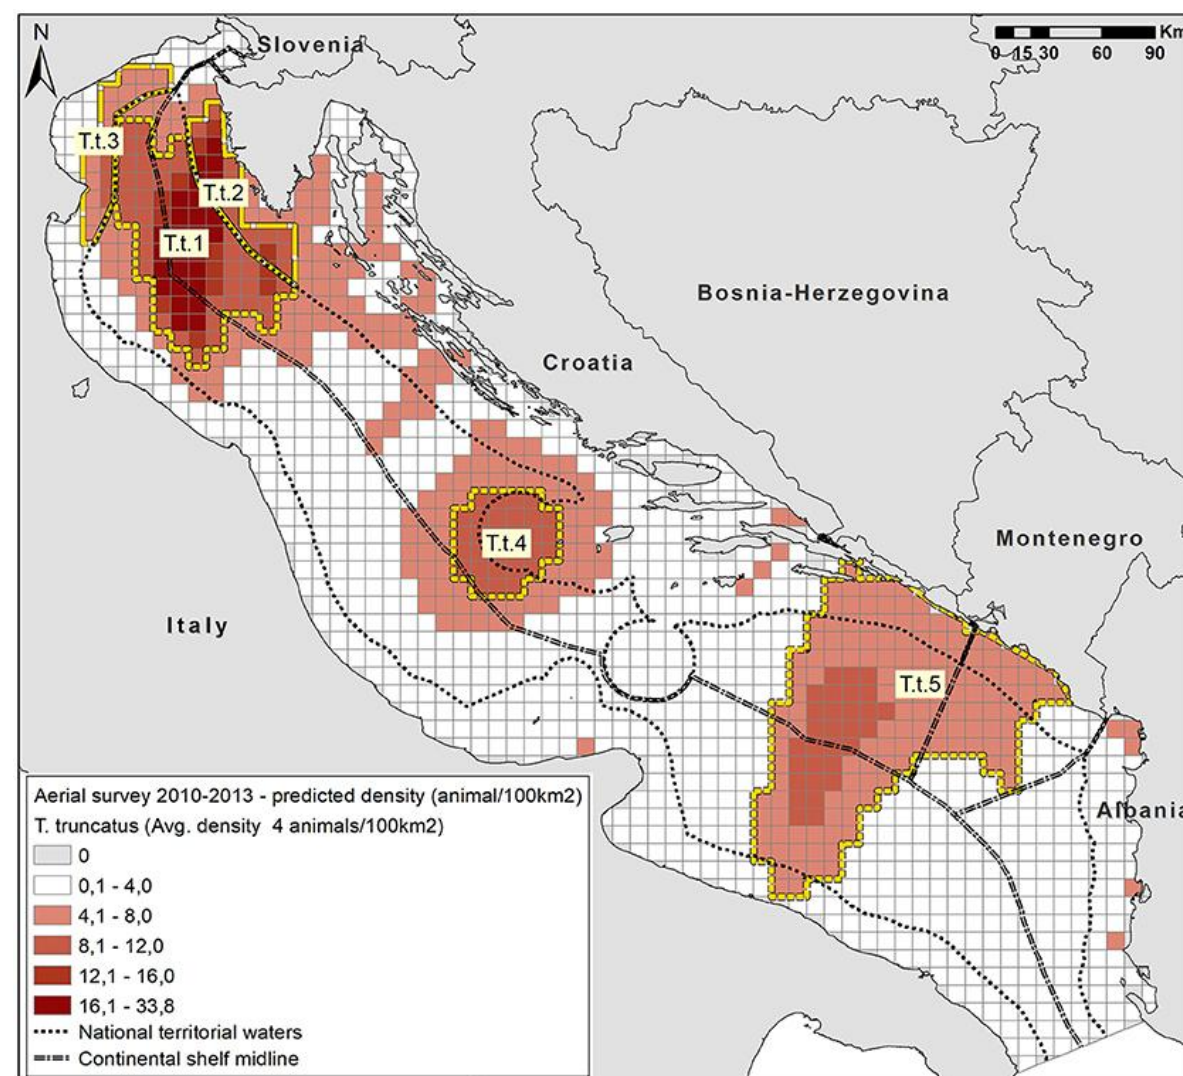 N
Slovenia
Km
0 15 30 60 90
T.t.3
T.t.2
T.t.1
Bosnia-Herzegovina
Croatia
T.t.4
Montenegro
Italy
T.t.5
Albania
Aerial survey 2010-2013 - predicted density (animal/100km2)
T. truncatus (Avg. density 4 animals/100km2)
0
0,1 - 4,0
4,1 - 8,0
8,1 - 12,0
12,1 - 16,0
16,1 - 33,8
National territorial waters
Continental shelf midline